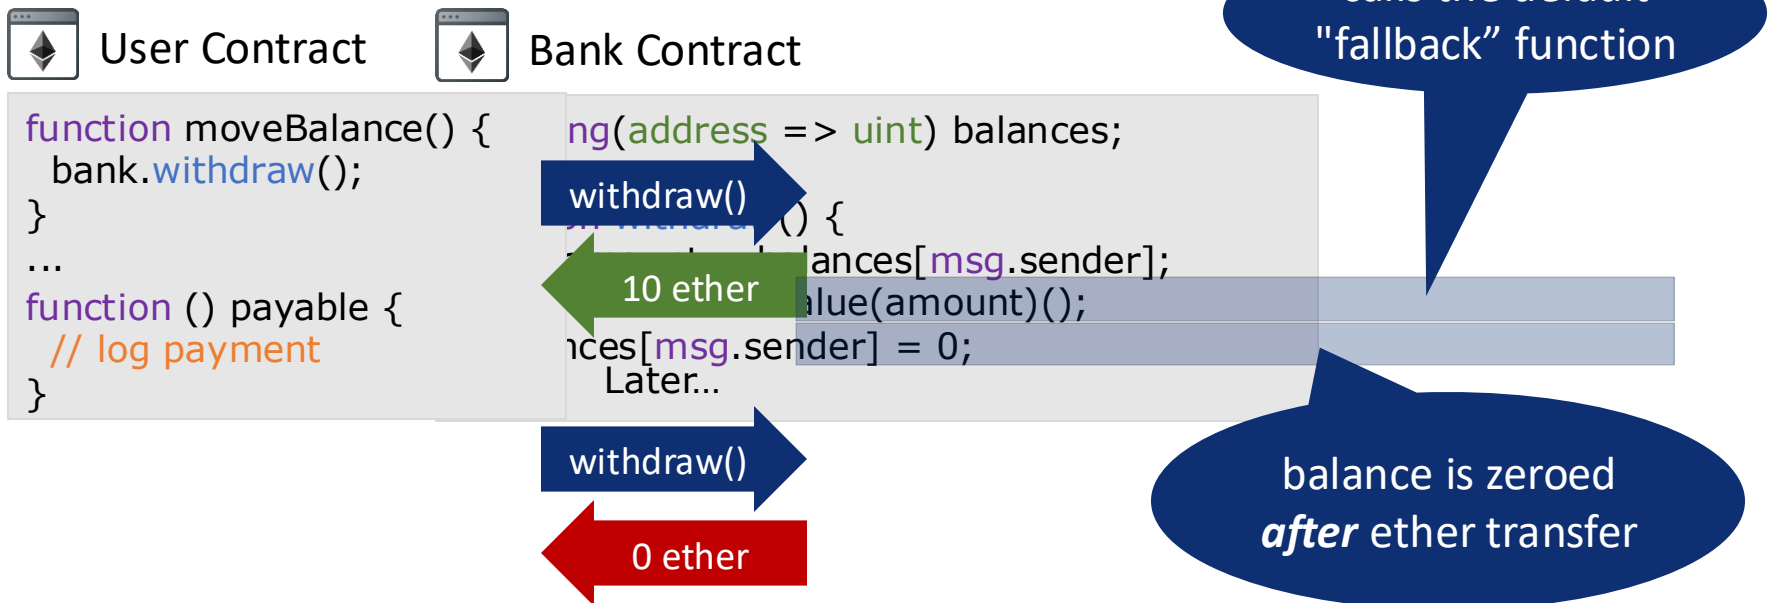 User Contract
Bank Contract
"fallback” function
function moveBalance() {
bank.withdraw();
}
...
function () payable {
// log payment
}
ng(address => uint) balances;
withdraw()
() {
ances[msg.sender];
10 ether
alue(amount)();
nces[msg.sender] = 0;
Later...
withdraw()
0 ether
balance is zeroed
after ether transfer